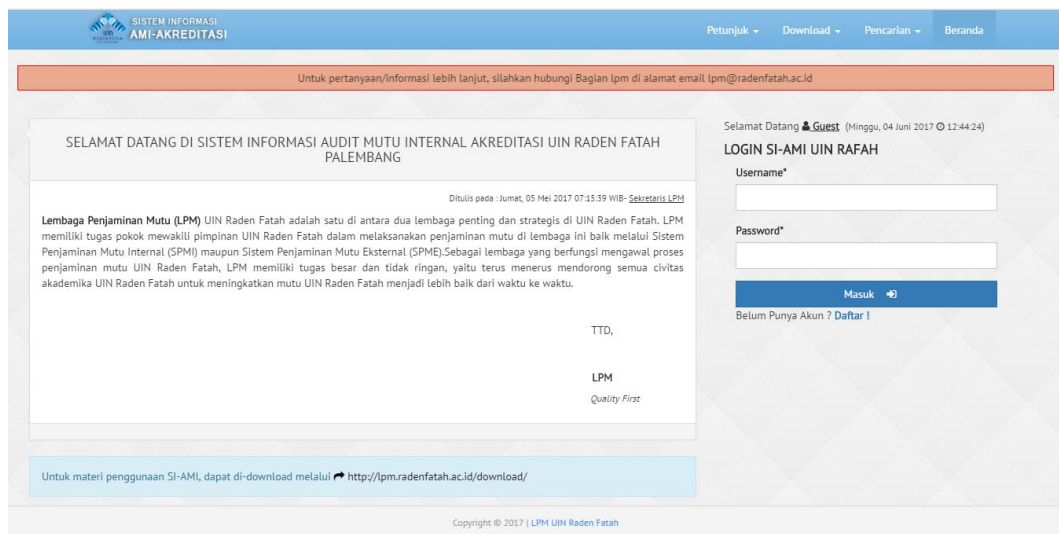 SISTEM INFORMASI
AMI-AKREDITASI
Petunjuk Download Pencarian Beranda
Untuk pertanyaan/informasi lebih lanjut, silahkan hubungi Bagian lpm di alamat email lpm@radenfatah.ac.id
SELAMAT DATANG DI SISTEM INFORMASI AUDIT MUTU INTERNAL AKREDITASI UIN RADEN FATAH
PALEMBANG
Ditulis pada : Jumat, 05 Mei 2017 07:15:39 WIB- Sekretaris LPM
Lembaga Penjaminan Mutu (LPM) UIN Raden Fatah adalah satu di antara dua lembaga penting dan strategis di UIN Raden Fatah. LPM
memiliki tugas pokok mewakili pimpinan UIN Raden Fatah dalam melaksanakan penjaminan mutu di lembaga ini baik melalui Sistem
Penjaminan Mutu Internal (SPMI) maupun Sistem Penjaminan Mutu Eksternal (SPME).Sebagai lembaga yang berfungsi mengawal proses
penjaminan mutu UIN Raden Fatah, LPM memiliki tugas besar dan tidak ringan, yaitu terus menerus mendorong semua civitas
akademika UIN Raden Fatah untuk meningkatkan mutu UIN Raden Fatah menjadi lebih baik dari waktu ke waktu.
TTD,
LPM
Quality First
Untuk materi penggunaan SI-AMI, dapat di-download melalui http://lpm.radenfatah.ac.id/download/
Selamat Datang Guest (Minggu, 04 Juni 2017 12:44:24)
LOGIN SI-AMI UIN RAFAH
Username*
Password*
Masuk
Belum Punya Akun ? Daftar !
Copyright © 2017 | LPM UIN Raden Fatah